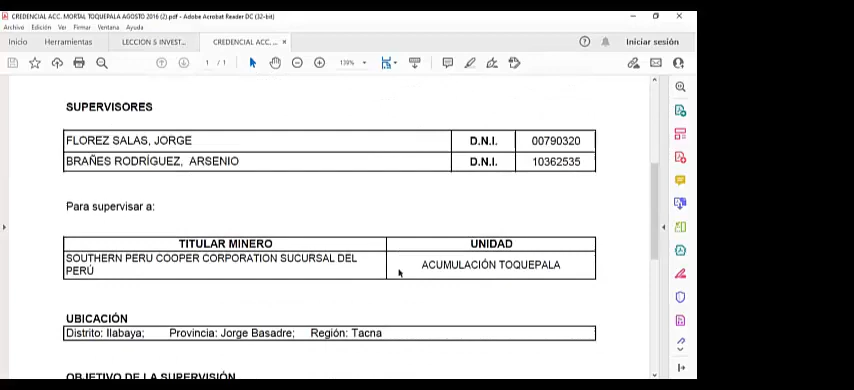 CREDENCIAL ACC. MORTAL TOQUEPALA AGOSTO 2016 (2).pdf - Adobe Acrobat Reader DC (32-bit)
Archivo Edición Ver Firmar Ventana Ayuda
Inicio Herramientas LECCION 5 INVEST... CREDENCIAL ACC... × Iniciar sesión
1 / 1 139%
SUPERVISORES
FLOREZ SALAS, JORGE D.N.I. 00790320
BRAÑES RODRÍGUEZ, ARSENIO D.N.I. 10362535
Para supervisar a:
TITULAR MINERO UNIDAD
SOUTHERN PERU COOPER CORPORATION SUCURSAL DEL
PERÚ ACUMULACIÓN TOQUEPALA
UBICACIÓN
Distrito: Ilabaya; Provincia: Jorge Basadre; Región: Tacna
OBJETIVO DE LA SUPERVISIÓN